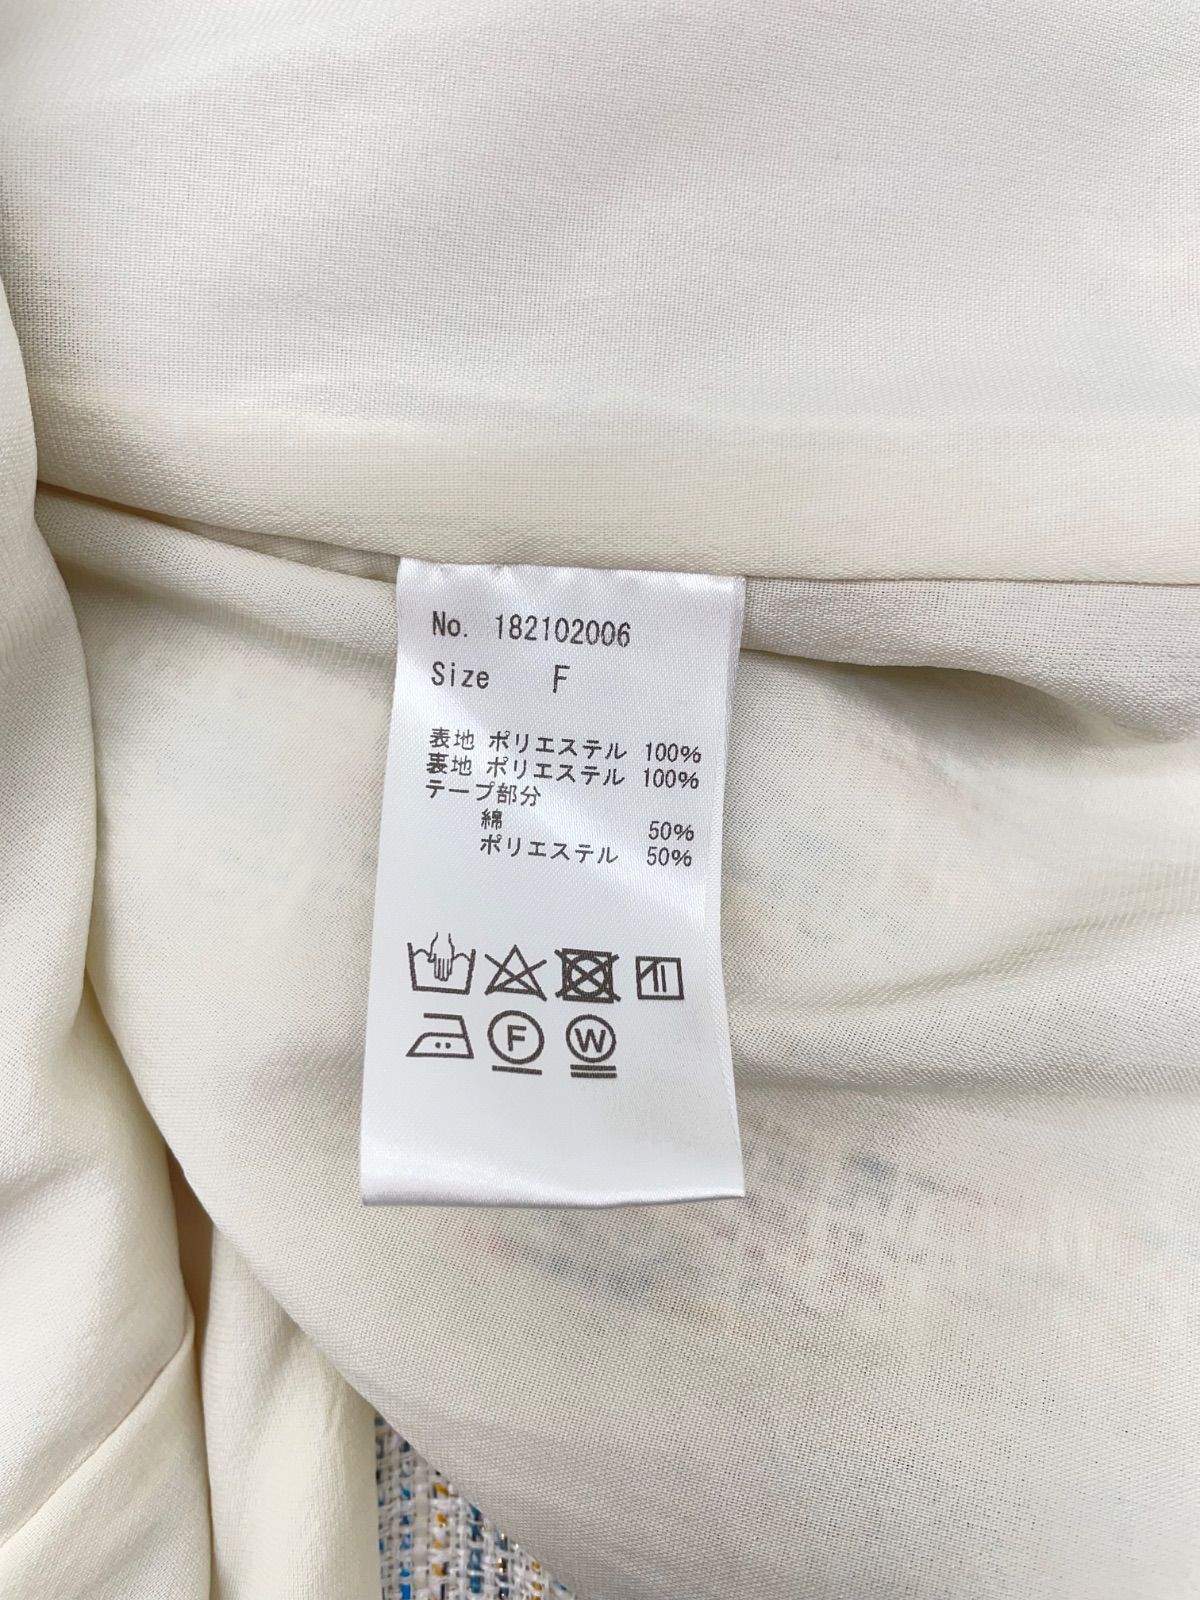 No. 182102006
Size F
表地 ポリエステル 100%
裏地 ポリエステル 100%
テープ部分
綿 50%
ポリエステル 50%
F W